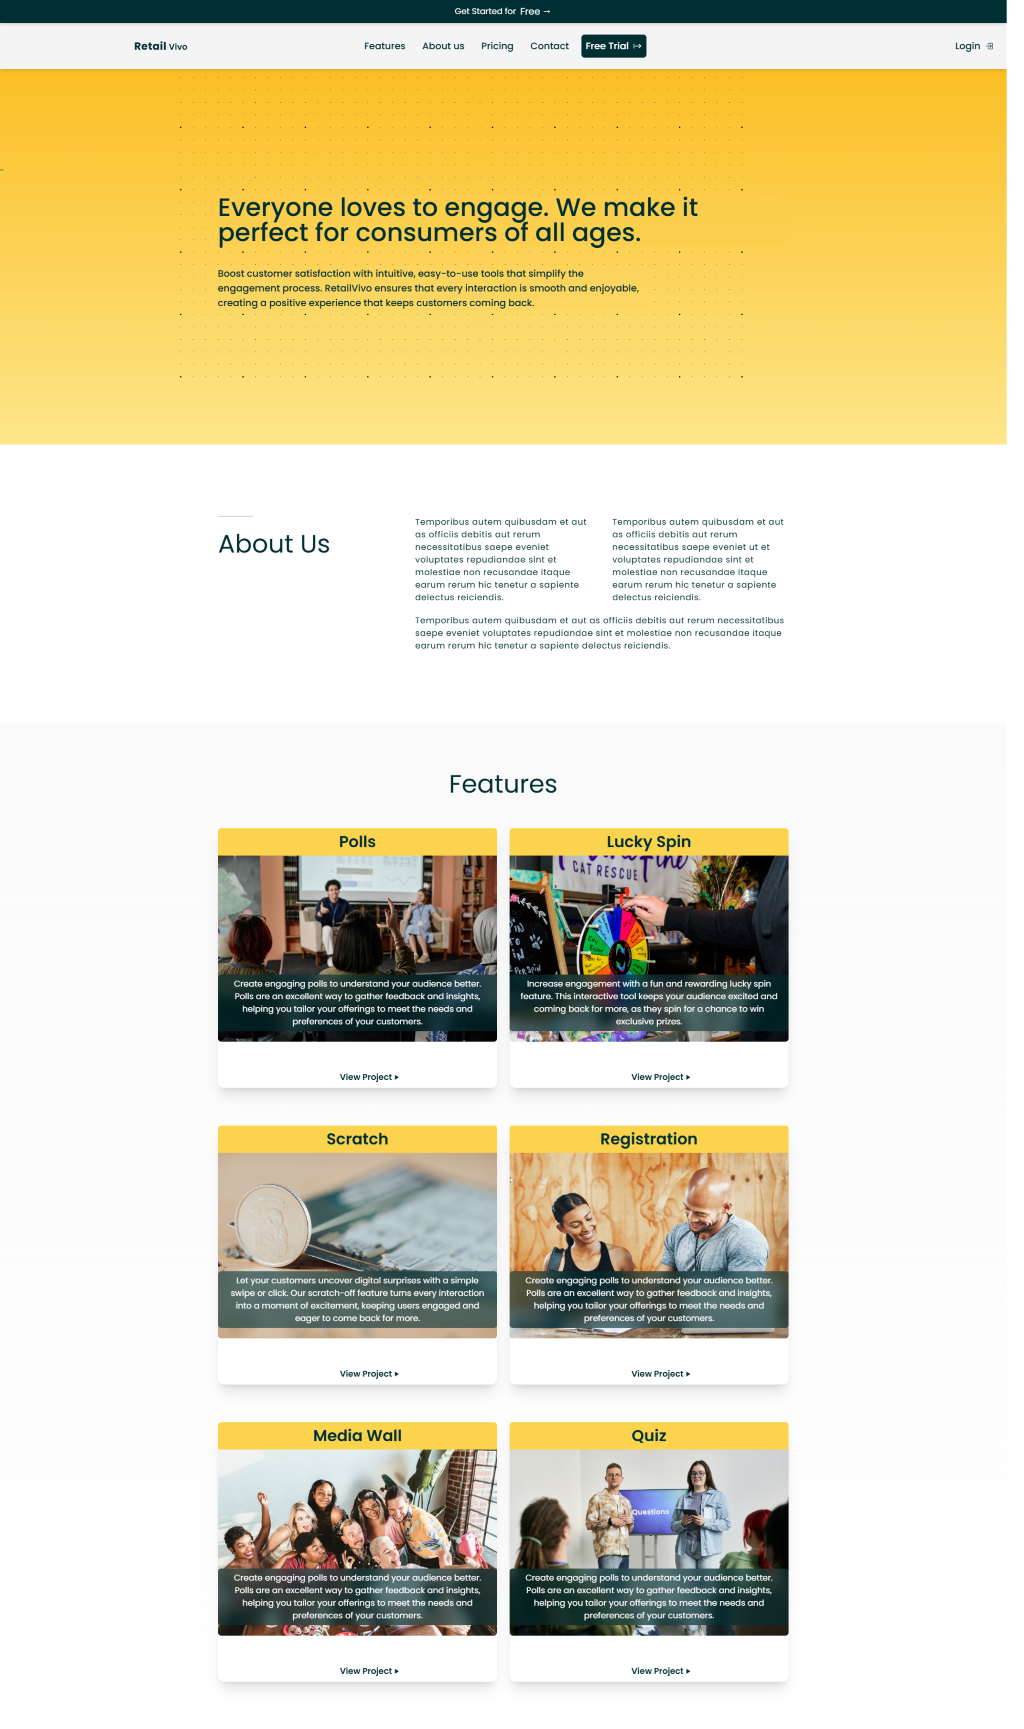 Get Started for Free →
Retail Vivo
Features
About us
Pricing
Contact
Free Trial
Login
Everyone loves to engage. We make it
perfect for consumers of all ages.
Boost customer satisfaction with intuitive, easy-to-use tools that simplify the
engagement process. RetailVivo ensures that every interaction is smooth and enjoyable,
creating a positive experience that keeps customers coming back.
About Us
Temporibus autem quibusdam et aut
as officiis debitis aut rerum
necessitatibus saepe eveniet
voluptates repudiandae sint et
molestiae non recusandae itaque
earum rerum hic tenetur a sapiente
delectus reiciendis.
Temporibus autem quibusdam et aut
as officiis debitis aut rerum
necessitatibus saepe eveniet ut et
voluptates repudiandae sint et
molestiae non recusandae itaque
earum rerum hic tenetur a sapiente
delectus reiciendis.
Temporibus autem quibusdam et aut as officiis debitis aut rerum necessitatibus
saepe eveniet voluptates repudiandae sint et molestiae non recusandae itaque
earum rerum hic tenetur a sapiente delectus reiciendis.
Features
Polls
Create engaging polls to understand your audience better.
Polls are an excellent way to gather feedback and insights,
helping you tailor your offerings to meet the needs and
preferences of your customers.
View Project
Lucky Spin
CAT RESCUE
Increase engagement with a fun and rewarding lucky spin
feature. This interactive tool keeps your audience excited and
coming back for more, as they spin for a chance to win
exclusive prizes.
View Project
Scratch
Let your customers uncover digital surprises with a simple
swipe or click. Our scratch-off feature turns every interaction
into a moment of excitement, keeping users engaged and
eager to come back for more.
View Project
Registration
Create engaging polls to understand your audience better.
Polls are an excellent way to gather feedback and insights,
helping you tailor your offerings to meet the needs and
preferences of your customers.
View Project
Media Wall
Create engaging polls to understand your audience better.
Polls are an excellent way to gather feedback and insights,
helping you tailor your offerings to meet the needs and
preferences of your customers.
View Project
Quiz
Questions
Create engaging polls to understand your audience better.
Polls are an excellent way to gather feedback and insights,
helping you tailor your offerings to meet the needs and
preferences of your customers.
View Project